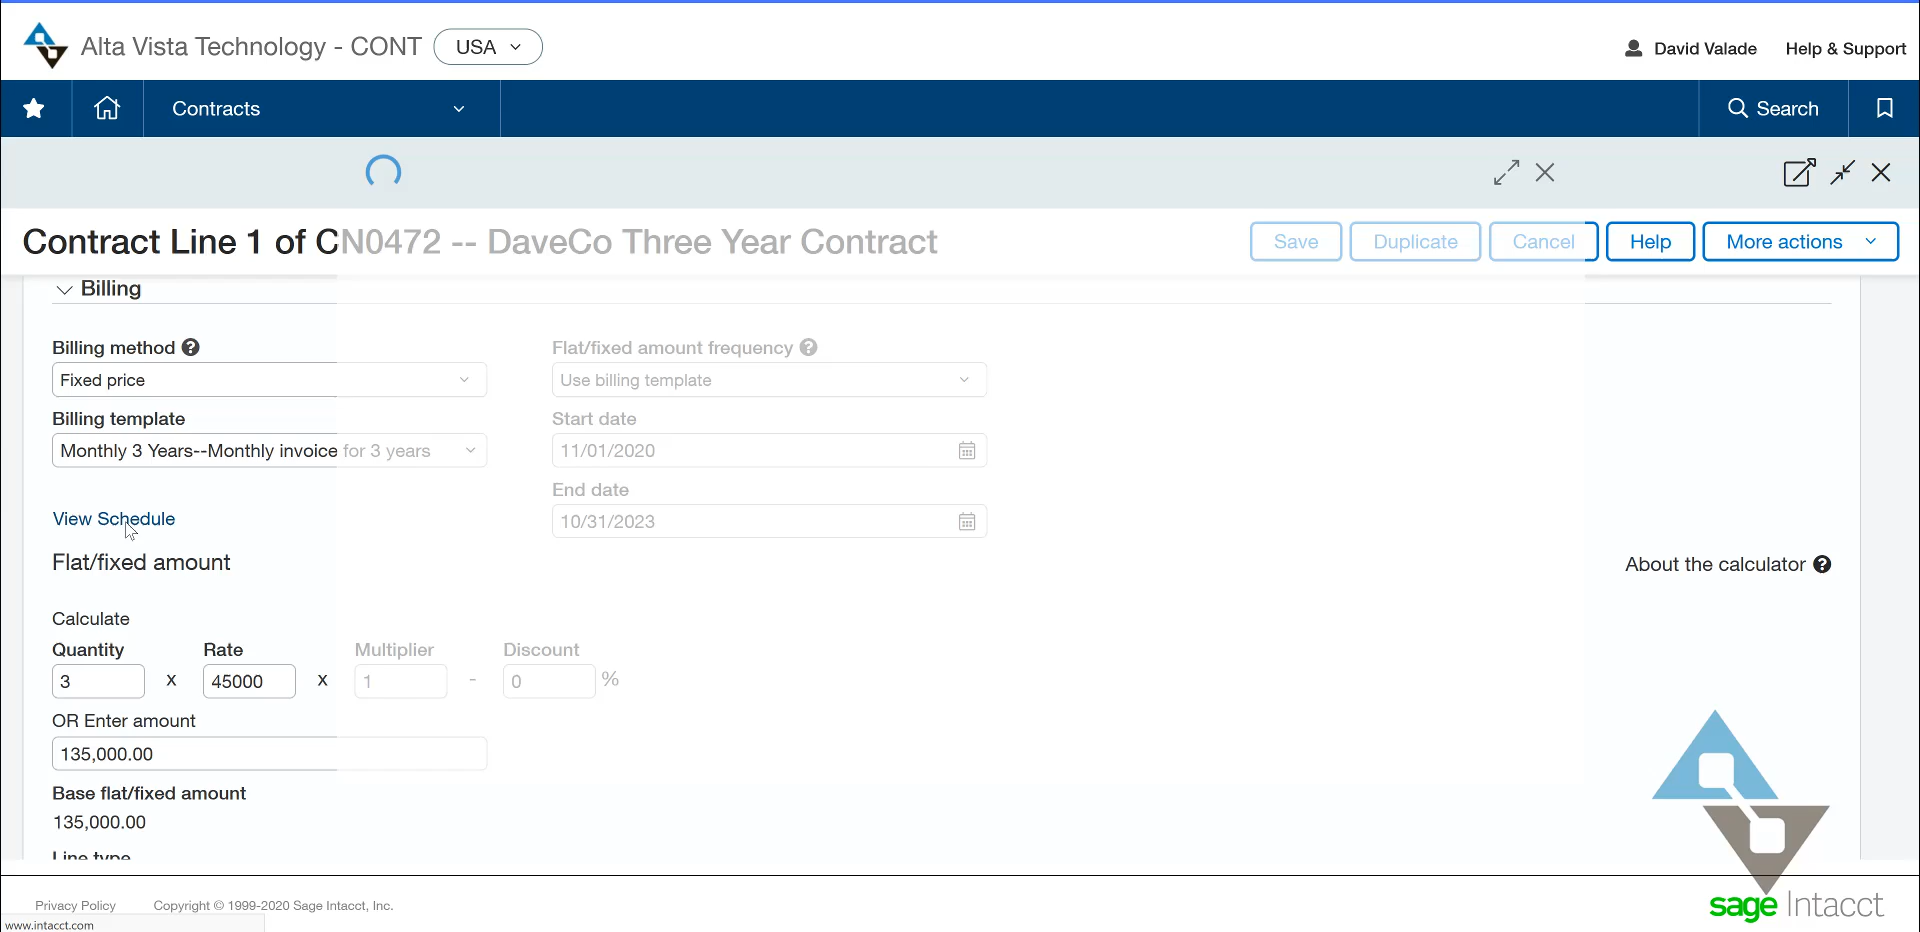 Alta Vista Technology - CONT USA
David Valade Help & Support
Contracts
Search
Contract Line 1 of CN0472 -- DaveCo Three Year Contract
Save Duplicate Cancel Help More actions
Billing
Billing method
Flat/fixed amount frequency
Fixed price
Use billing template
Billing template
Start date
Monthly 3 Years--Monthly invoice for 3 years
11/01/2020
End date
View Schedule
10/31/2023
Flat/fixed amount
About the calculator
Calculate
Quantity Rate Multiplier Discount
3 x 45000 x 1 - 0 %
OR Enter amount
135,000.00
Base flat/fixed amount
135,000.00
Line type
sage Intacct
Privacy Policy Copyright © 1999-2020 Sage Intacct, Inc.
www.intacct.com